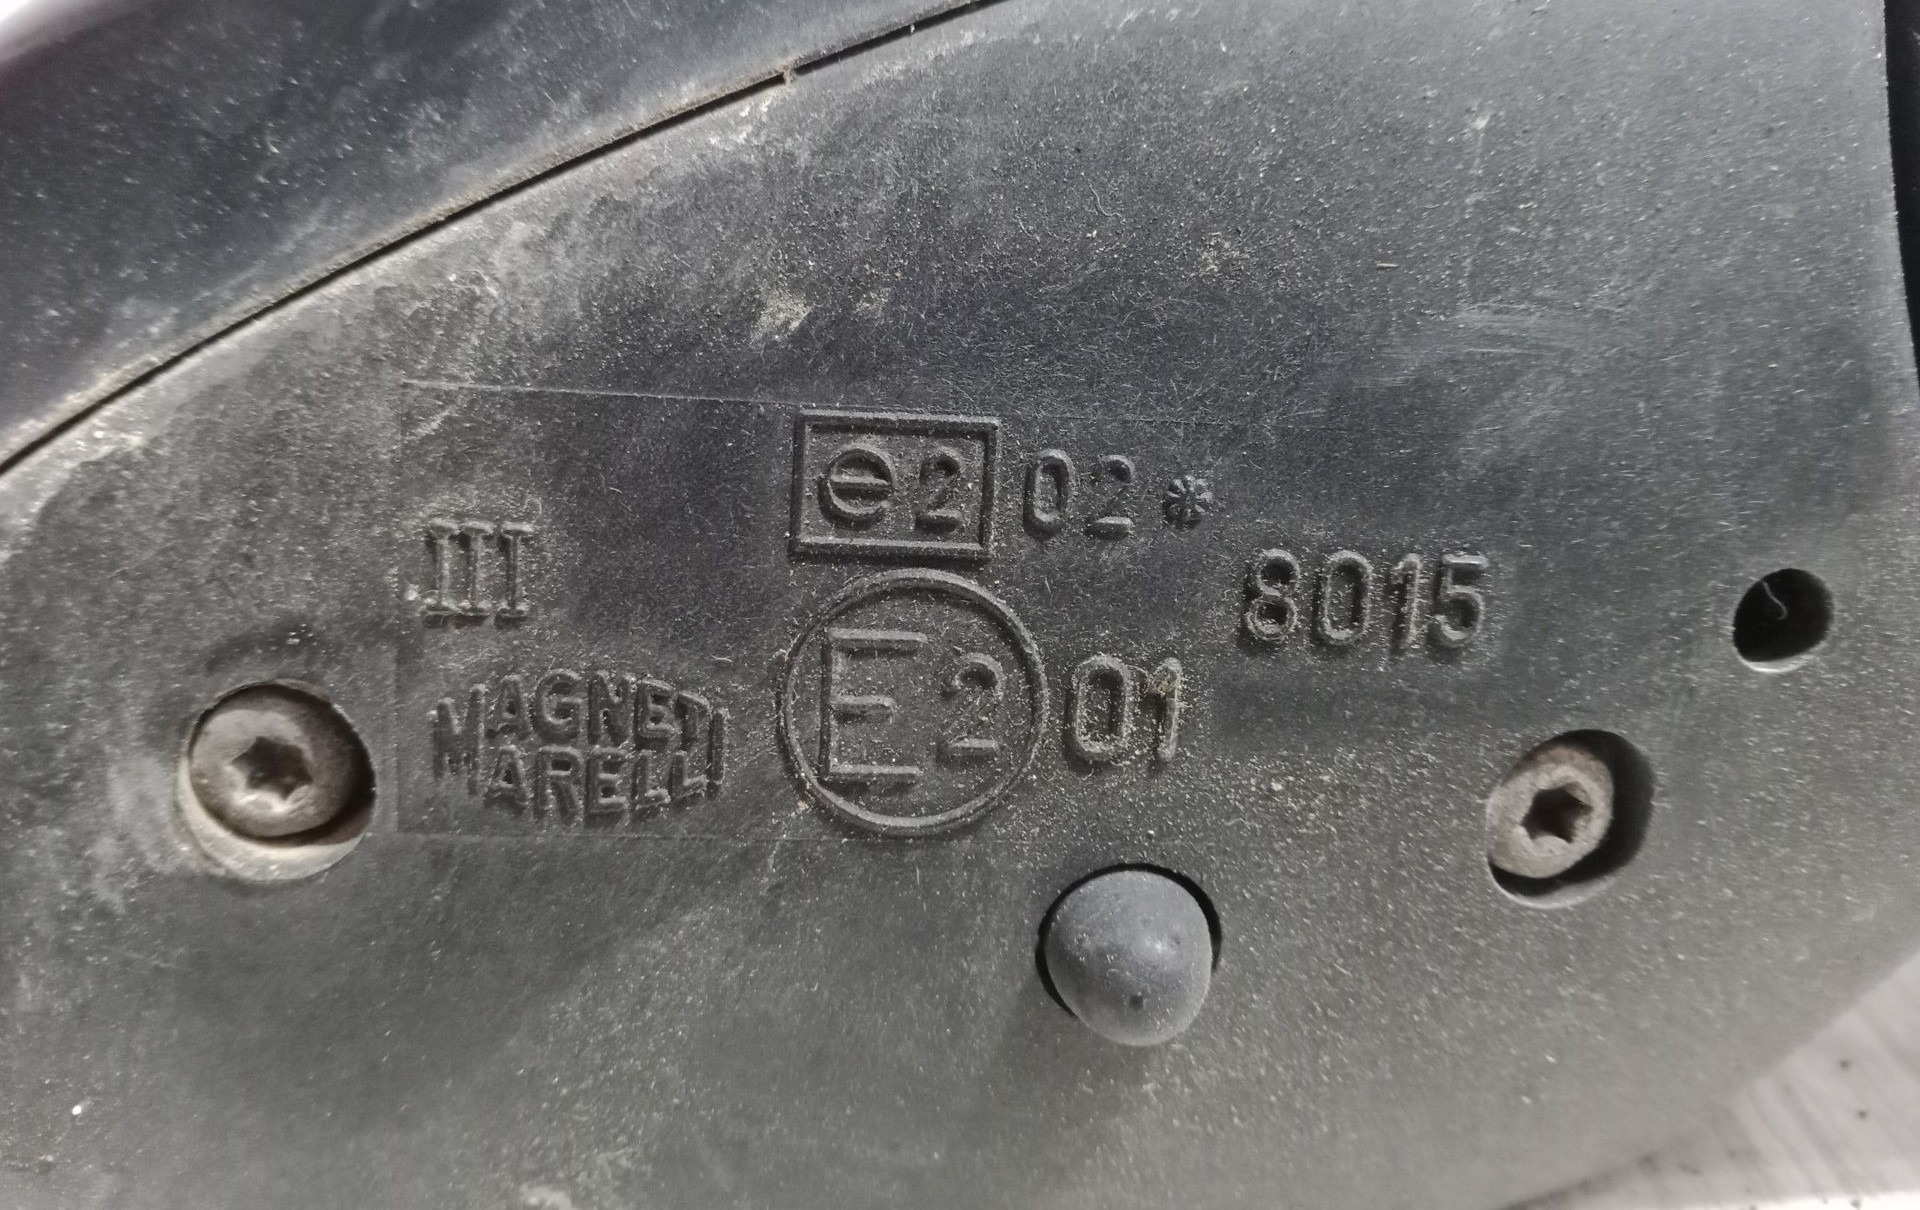 e2 02*
III
8015
E2 01
MAGNETI
MARELLI